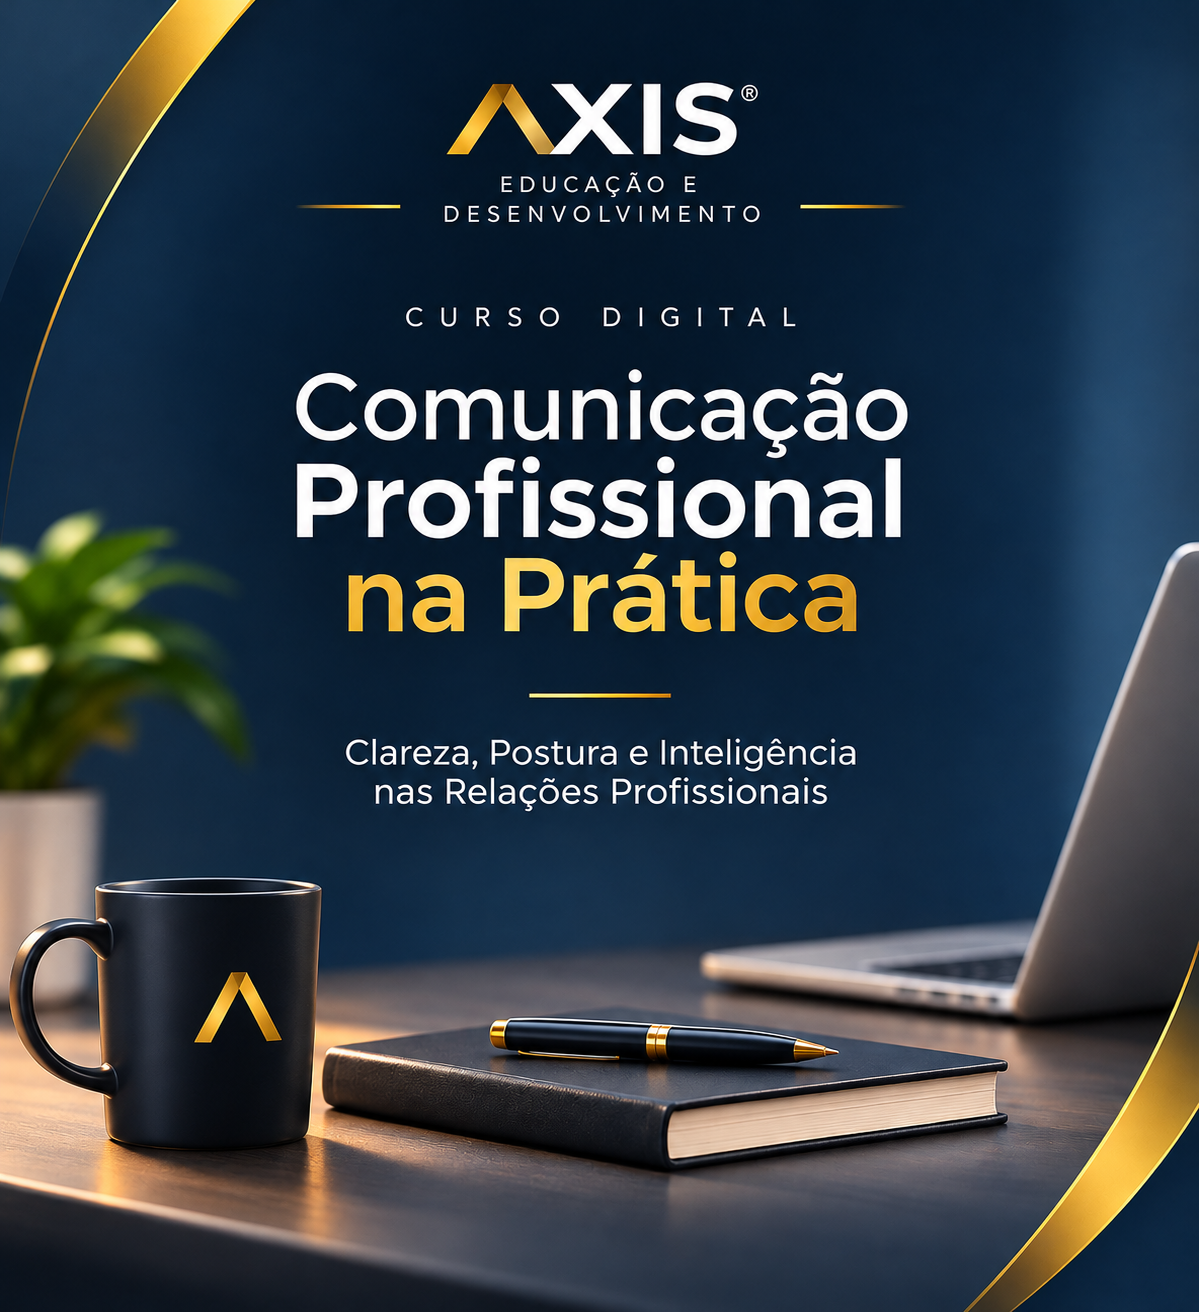 AXIS®
EDUCAÇÃO E
DESENVOLVIMENTO
CURSO DIGITAL
Comunicação
Profissional
na Prática
Clareza, Postura e Inteligência
nas Relações Profissionais